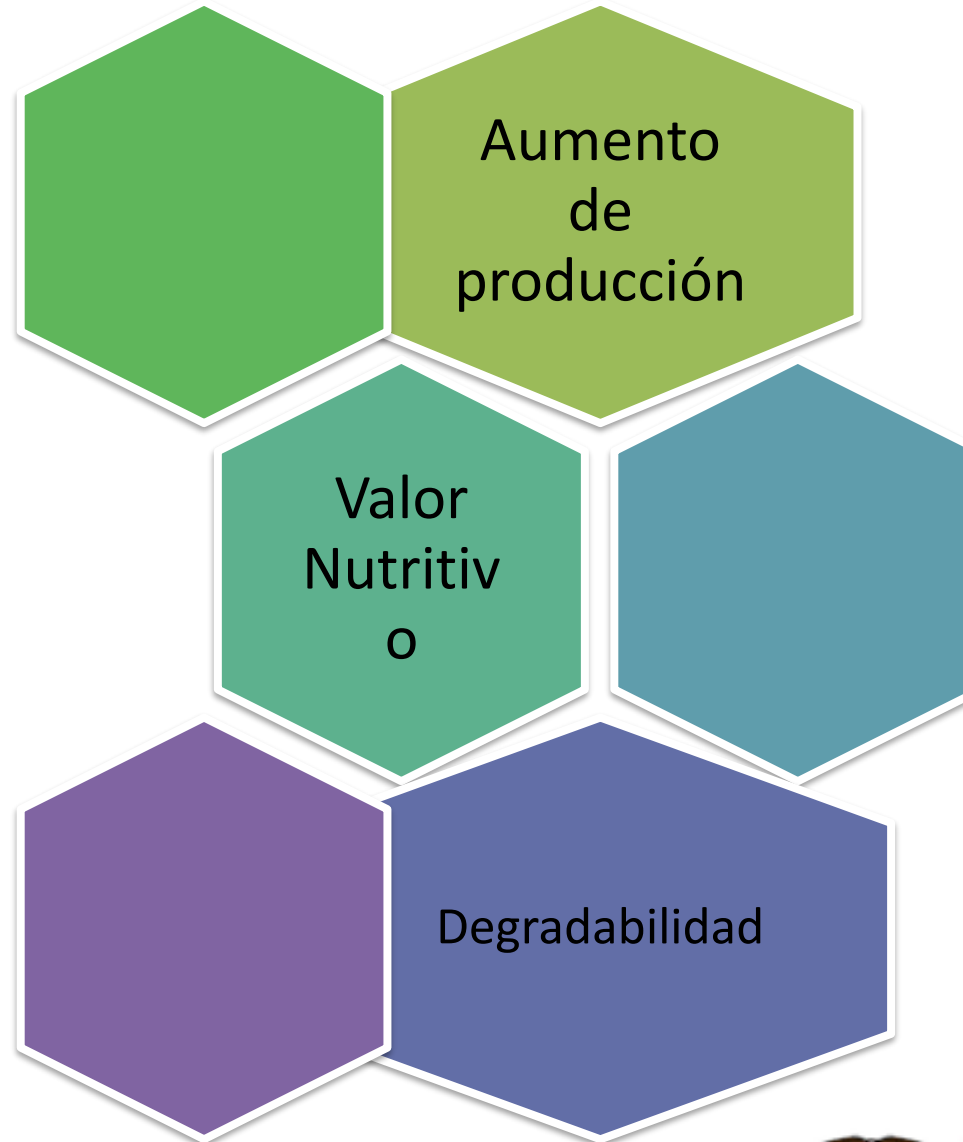 Aumento
de
producción
Valor
Nutritiv
o
Degradabilidad